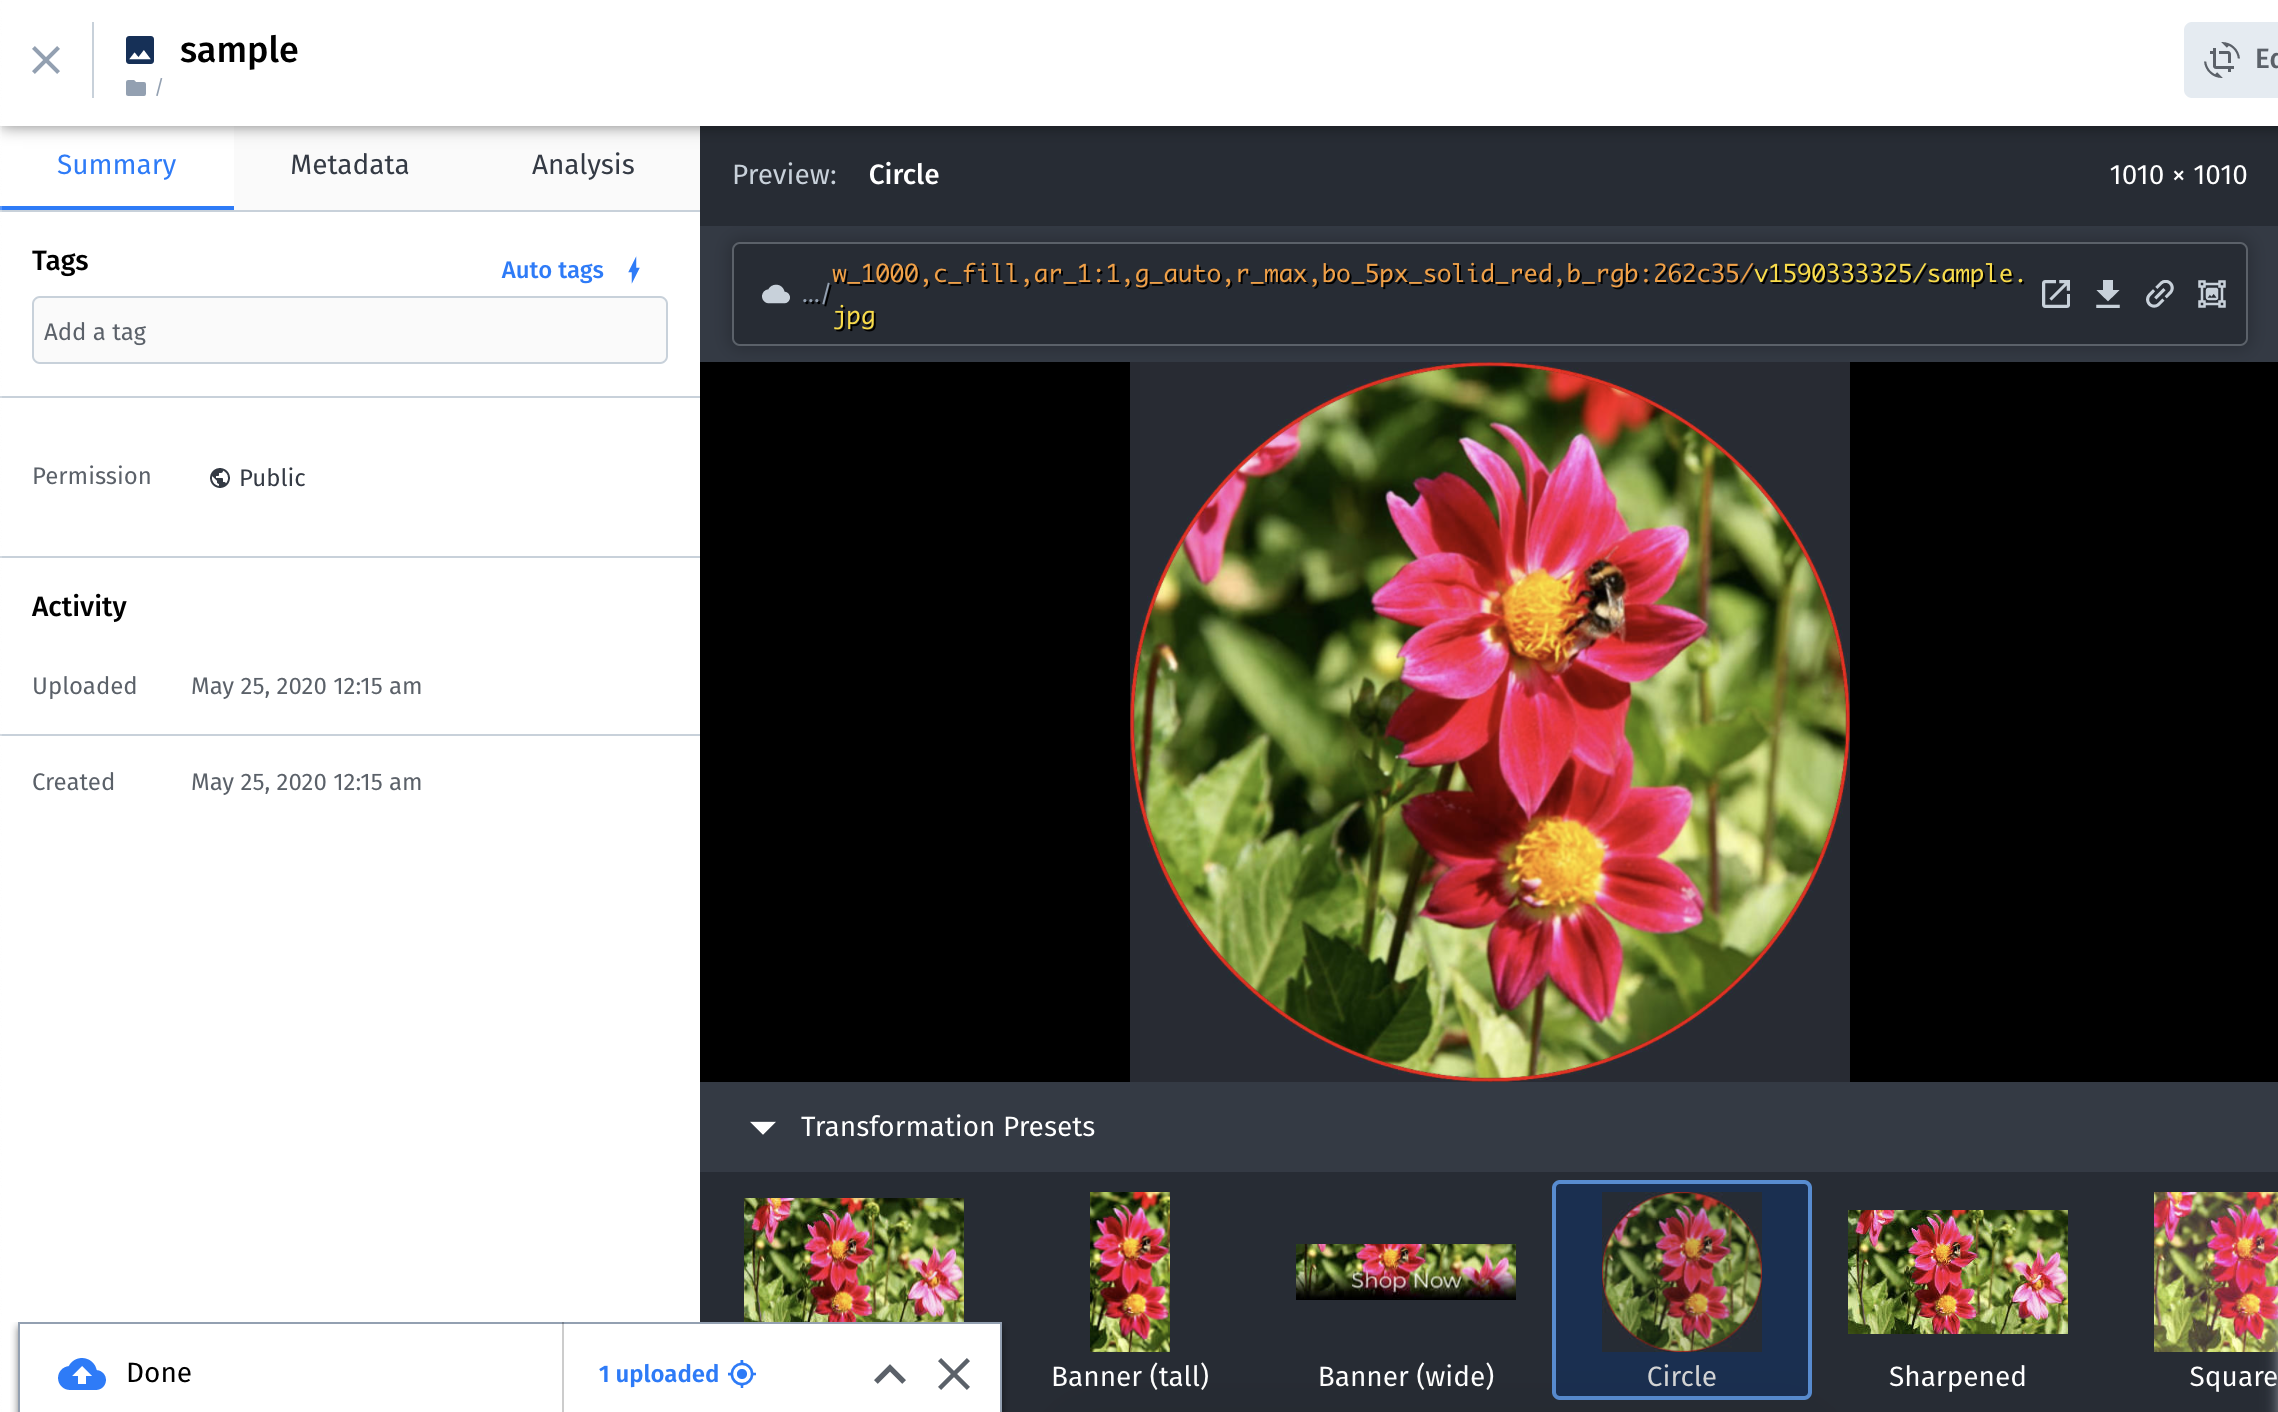 sample
/
Ed
Summary
Metadata
Analysis
Tags
Auto tags
Add a tag
Permission
Public
Activity
Uploaded
May 25, 2020 12:15 am
Created
May 25, 2020 12:15 am
Preview:
Circle
1010 × 1010
.../
w_1000,c_fill,ar_1:1,g_auto,r_max,bo_5px_solid_red,b_rgb:262c35/v1590333325/sample.
jpg
Transformation Presets
Shop Now
Banner (tall)
Banner (wide)
Circle
Sharpened
Square
Done
1 uploaded